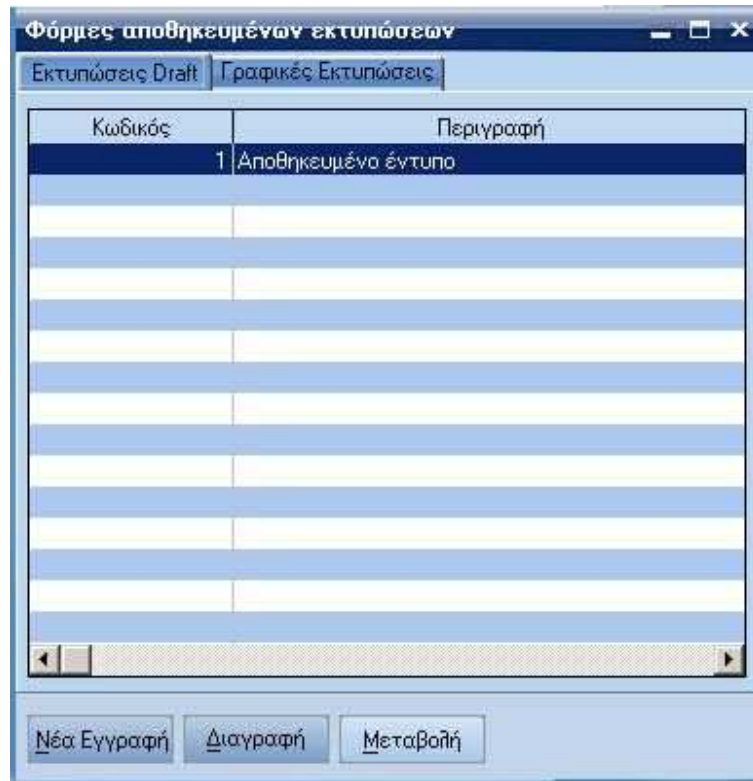 Φόρμες αποθηκευμένων εκτυπώσεων
Εκτυπώσεις Draft Γραφικές Εκτυπώσεις
Κωδικός Περιγραφή
1 Αποθηκευμένο έντυπο
Νέα Εγγραφή Διαγραφή Μεταβολή